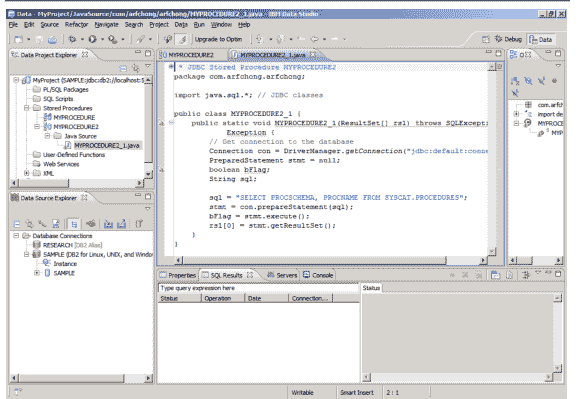 Data - MyProject/JavaSource/com/arfchong/arfchong/MYPROCEDURE2_1.java - IBM Data Studio
File Edit Source Refactor Navigate Search Project Data Run Window Help
Upgrade to Optim
Debug Data
Data Project Explorer
MyProject [SAMPLE:jdbc:db2://localhost:5
PL/SQL Packages
SQL Scripts
Stored Procedures
MYPROCEDURE
MYPROCEDURE2
Java Source
MYPROCEDURE2_1.java
User-Defined Functions
Web Services
XML
Data Source Explorer
Database Connections
RESEARCH [DB2 Alias]
SAMPLE (DB2 for Linux, UNIX, and Windo
Instance
SAMPLE
MYPROCEDURE2
MYPROCEDURE2_1.java
* JDBC Stored Procedure MYPROCEDURE2
package com.arfchong.arfchong;
import java.sql.*; // JDBC classes
public class MYPROCEDURE2_1 {
public static void MYPROCEDURE2_1(ResultSet[] rs1) throws SQLExcept:
Exception {
// Get connection to the database
Connection con = DriverManager.getConnection("jdbc:default:conne
PreparedStatement stmt = null;
boolean bFlag;
String sql;
sql = "SELECT PROCSCHEMA, PROCNAME FROM SYSCAT.PROCEDURES";
stmt = con.prepareStatement(sql);
bFlag = stmt.execute();
rs1[0] = stmt.getResultSet();
}
}
com.arfch
import de
MYPROCE
MYP
Properties SQL Results Servers Console
Type query expression here
Status Operation Date Connection...
Status
Writable Smart Insert 2 : 1